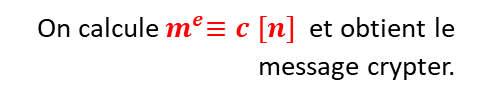 On calcule mᵉ ≡ c [n] et obtient le
message crypter.